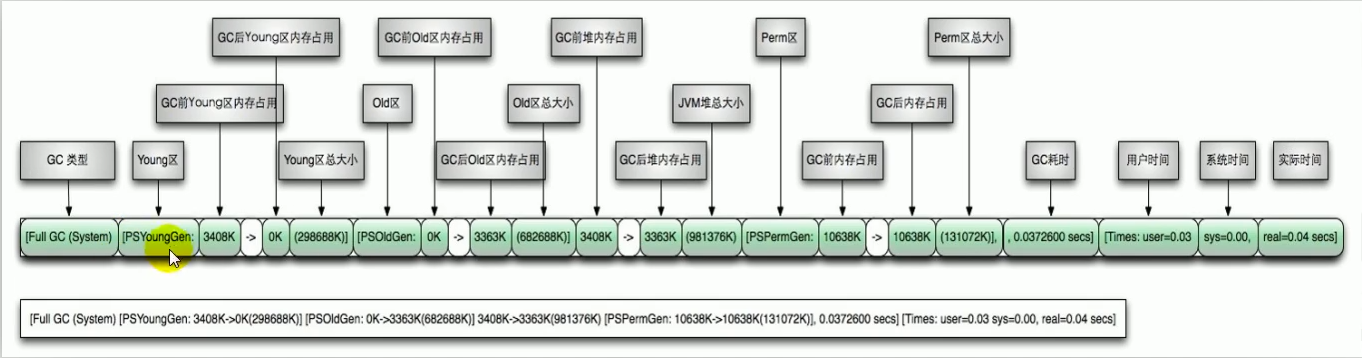 GC后Young区内存占用 GC前Old区内存占用 GC前堆内存占用 Perm区 Perm区总大小
GC前Young区内存占用 Old区 Old区总大小 JVM堆总大小 GC后内存占用
GC 类型 Young区 Young区总大小 GC后Old区内存占用 GC后堆内存占用 GC前内存占用 GC耗时 用户时间 系统时间 实际时间
[Full GC (System) [PSYoungGen: 3408K -> 0K (298688K)] [PSOldGen: 0K -> 3363K (682688K)] 3408K -> 3363K (981376K) [PSPermGen: 10638K -> 10638K (131072K)], , 0.0372600 secs] [Times: user=0.03 sys=0.00, real=0.04 secs]
[Full GC (System) [PSYoungGen: 3408K->0K(298688K)] [PSOldGen: 0K->3363K(682688K)] 3408K->3363K(981376K) [PSPermGen: 10638K->10638K(131072K)], 0.0372600 secs] [Times: user=0.03 sys=0.00, real=0.04 secs]